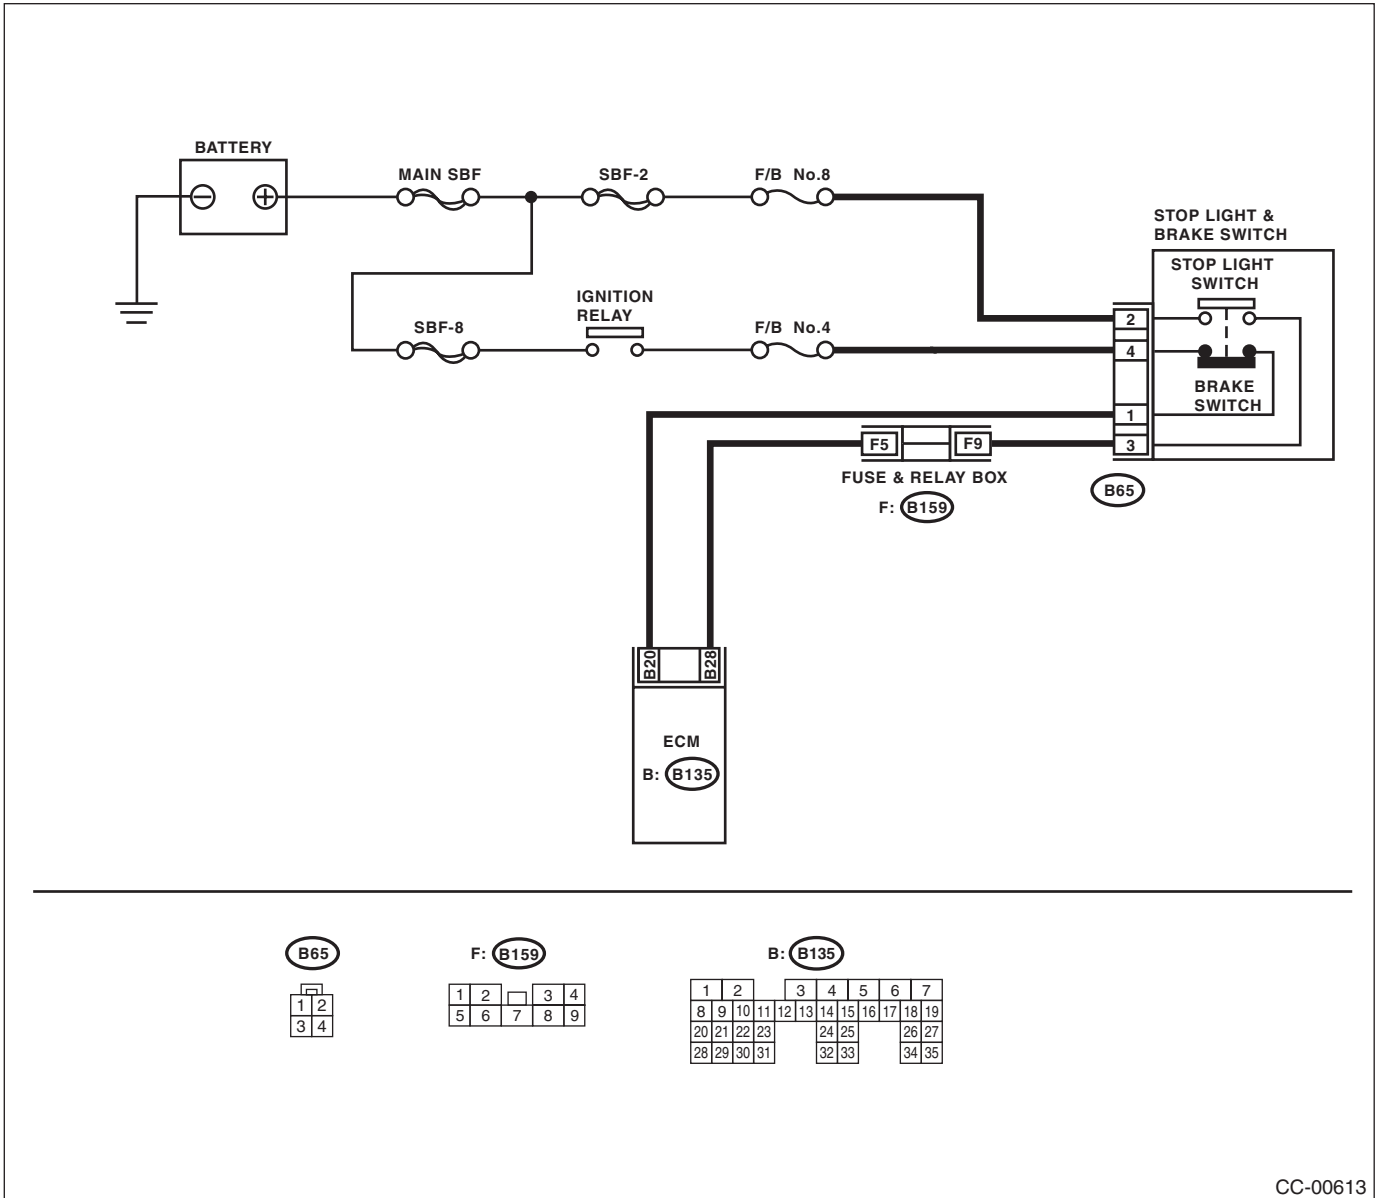 BATTERY
MAIN SBF
SBF-2
F/B No.8
STOP LIGHT &
BRAKE SWITCH
STOP LIGHT
SWITCH
IGNITION
RELAY
SBF-8
F/B No.4
2
4
BRAKE
SWITCH
1
F5
F9
3
FUSE & RELAY BOX
F: B159
B65
B20
B28
ECM
B: B135
B65
F: B159
B: B135
1 2
3 4
1 2 3 4
5 6 7 8 9
1 2 3 4 5 6 7
8 9 10 11 12 13 14 15 16 17 18 19
20 21 22 23 24 25 26 27
28 29 30 31 32 33 34 35
CC-00613